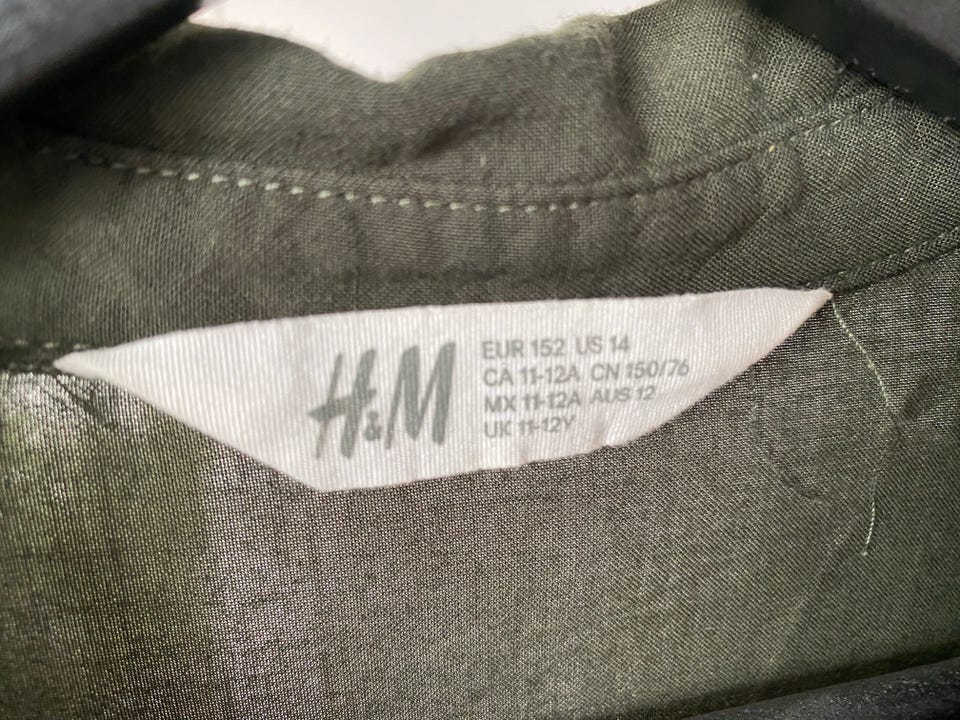 H&M
EUR 152 US 14
CA 11-12A CN 150/76
MX 11-12A AUS 12
UK 11-12Y